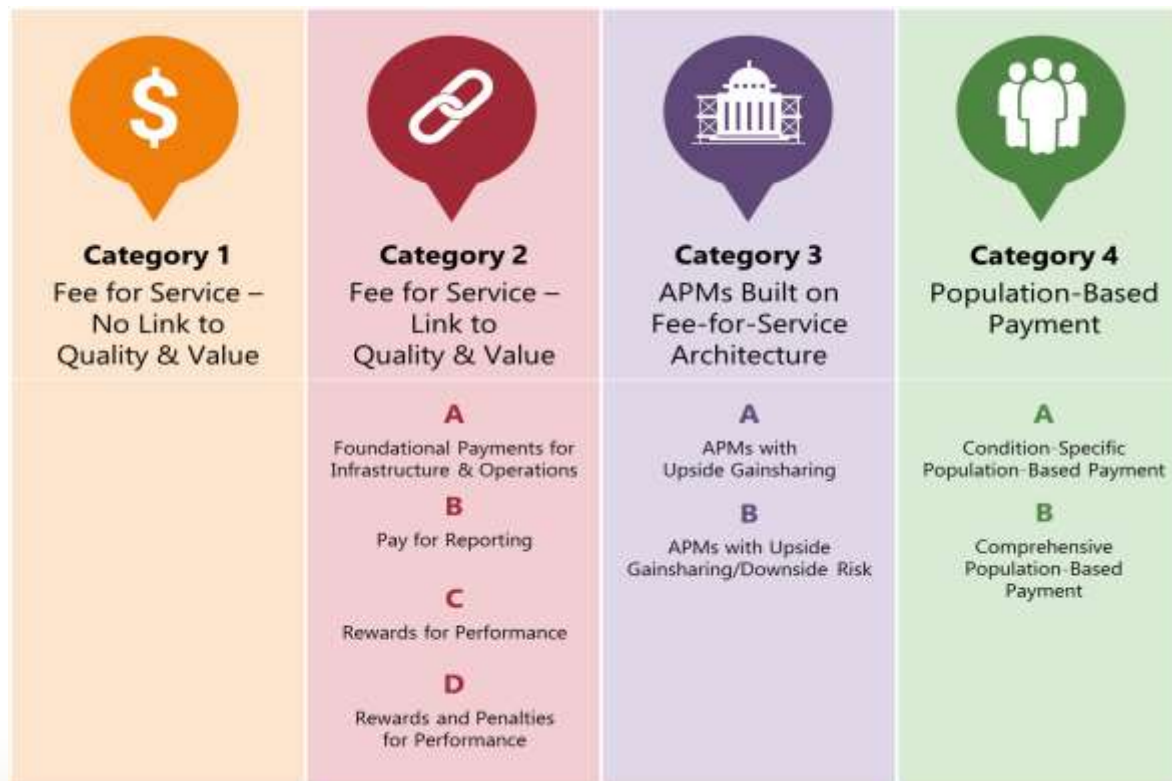 $
Category 1
Fee for Service –
No Link to
Quality & Value
Category 2
Fee for Service –
Link to
Quality & Value
A
Foundational Payments for
Infrastructure & Operations
B
Pay for Reporting
C
Rewards for Performance
D
Rewards and Penalties
for Performance
Category 3
APMs Built on
Fee-for-Service
Architecture
A
APMs with
Upside Gainsharing
B
APMs with Upside
Gainsharing/Downside Risk
Category 4
Population-Based
Payment
A
Condition-Specific
Population-Based Payment
B
Comprehensive
Population-Based
Payment